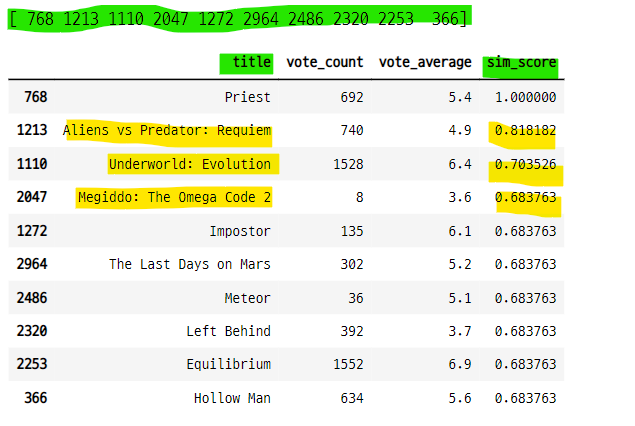 [ 768 1213 1110 2047 1272 2964 2486 2320 2253  366]
title vote_count vote_average sim_score
768 Priest 692 5.4 1.000000
1213 Aliens vs Predator: Requiem 740 4.9 0.818182
1110 Underworld: Evolution 1528 6.4 0.703526
2047 Megiddo: The Omega Code 2 8 3.6 0.683763
1272 Impostor 135 6.1 0.683763
2964 The Last Days on Mars 302 5.2 0.683763
2486 Meteor 36 5.1 0.683763
2320 Left Behind 392 3.7 0.683763
2253 Equilibrium 1552 6.9 0.683763
366 Hollow Man 634 5.6 0.683763